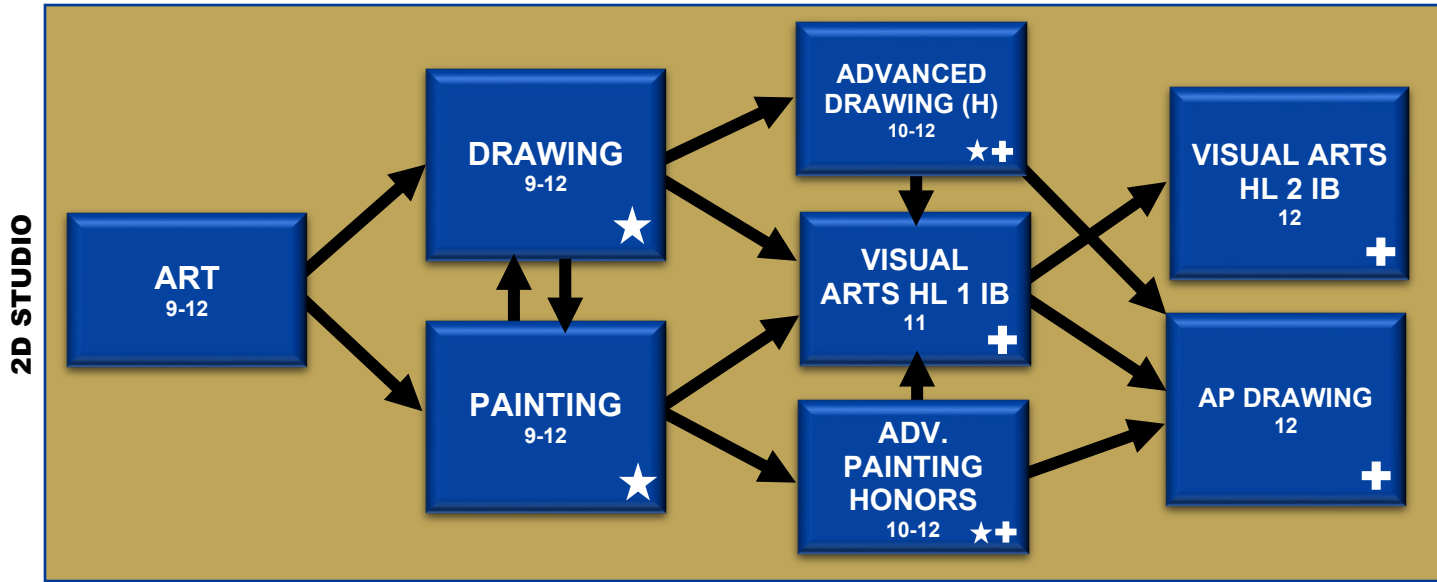 2D STUDIO
ART
9-12
DRAWING
9-12
PAINTING
9-12
ADVANCED
DRAWING (H)
10-12
VISUAL
ARTS HL 1 IB
11
ADV.
PAINTING
HONORS
10-12
VISUAL ARTS
HL 2 IB
12
AP DRAWING
12